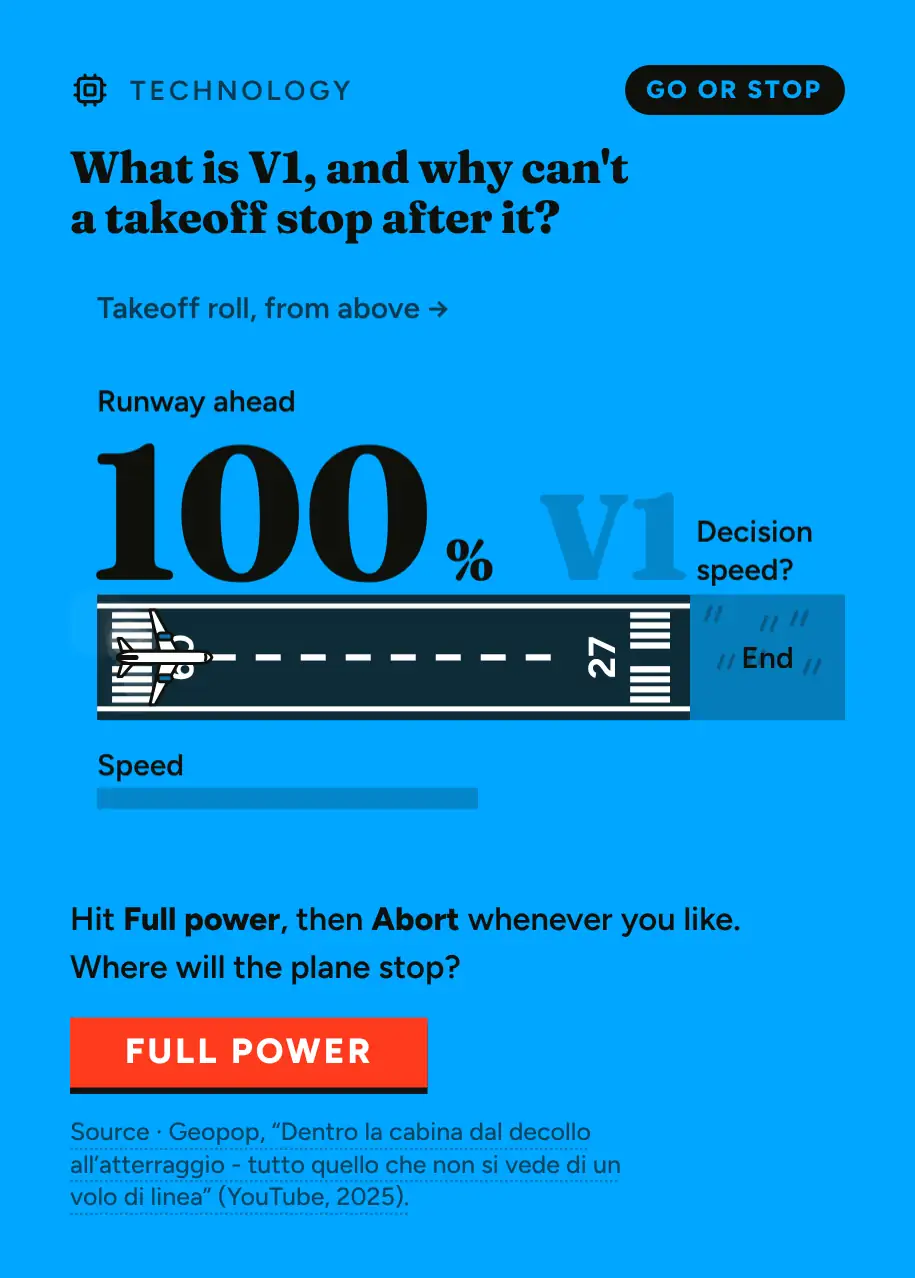 TECHNOLOGY
GO OR STOP
What is V1, and why can't
a takeoff stop after it?
Takeoff roll, from above →
Runway ahead
100 %
V1
Decision
speed?
27
End
Speed
Hit Full power, then Abort whenever you like.
Where will the plane stop?
FULL POWER
Source · Geopop, “Dentro la cabina dal decollo
all’atterraggio - tutto quello che non si vede di un
volo di linea” (YouTube, 2025).